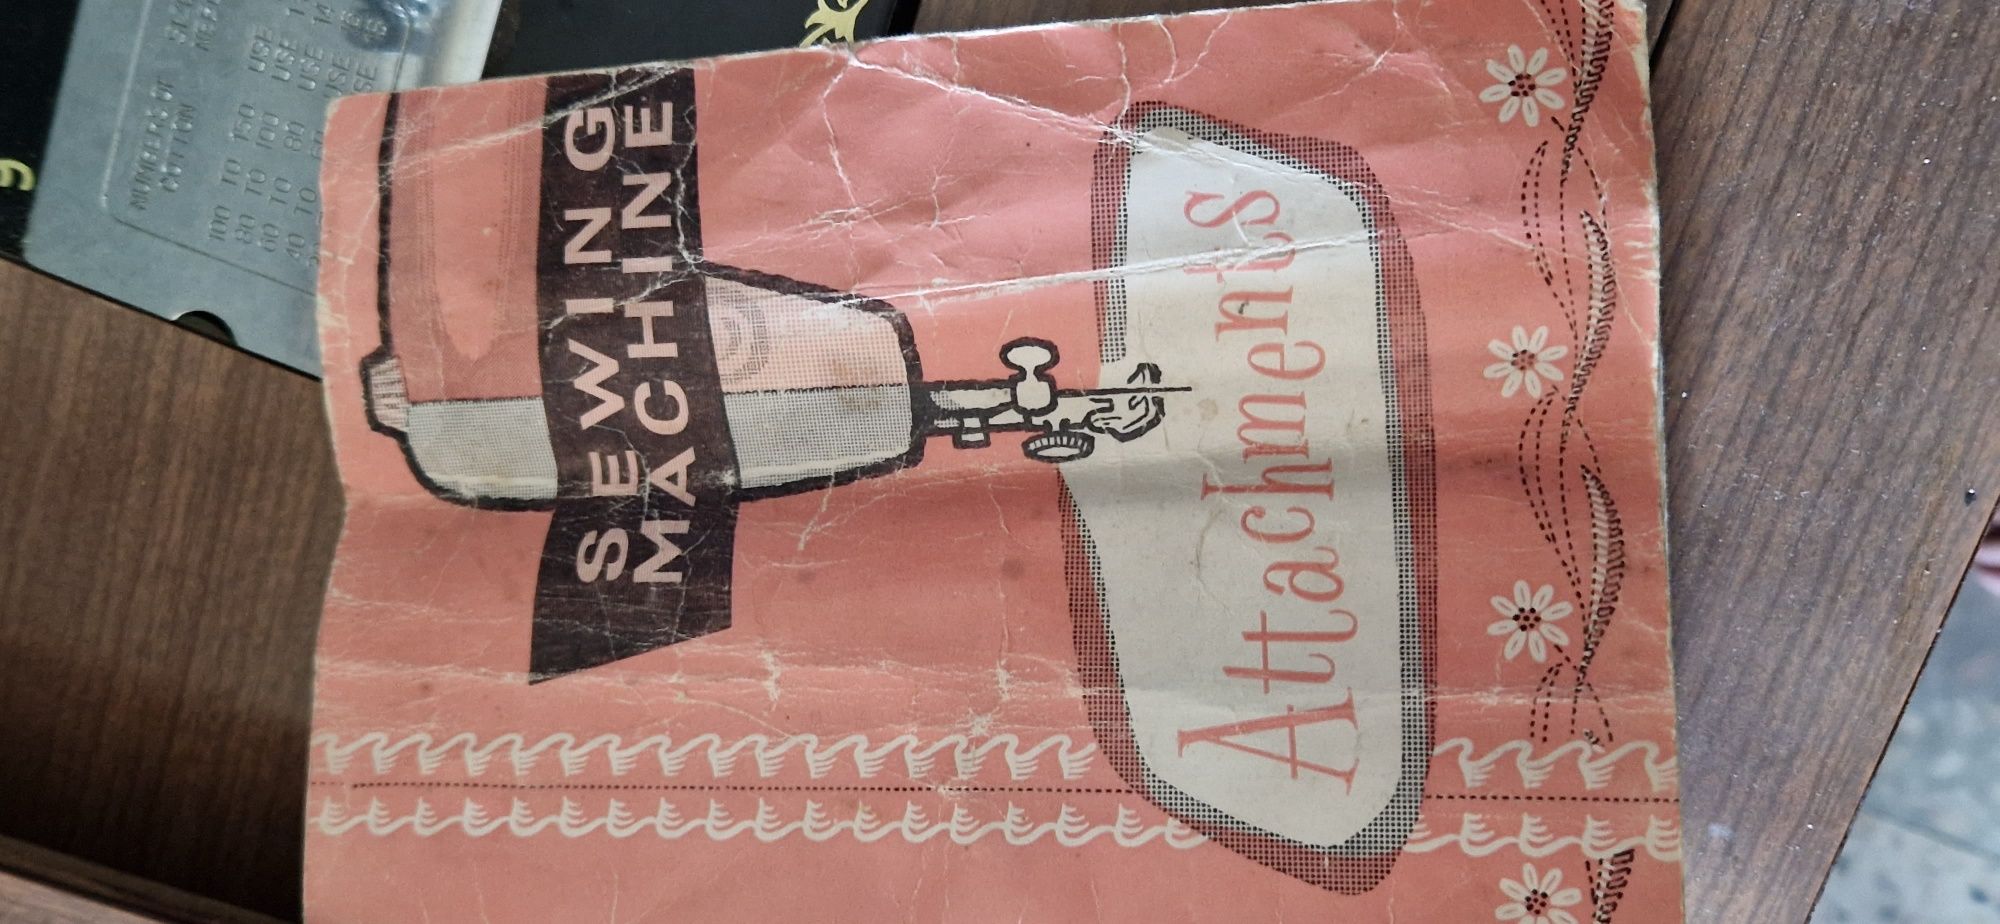 SEWING
MACHINE
Attachments
NUMBERS OF
COTTON
100 TO 150 USE
80 TO 100 USE
60 TO 80 USE
40 TO 60 USE